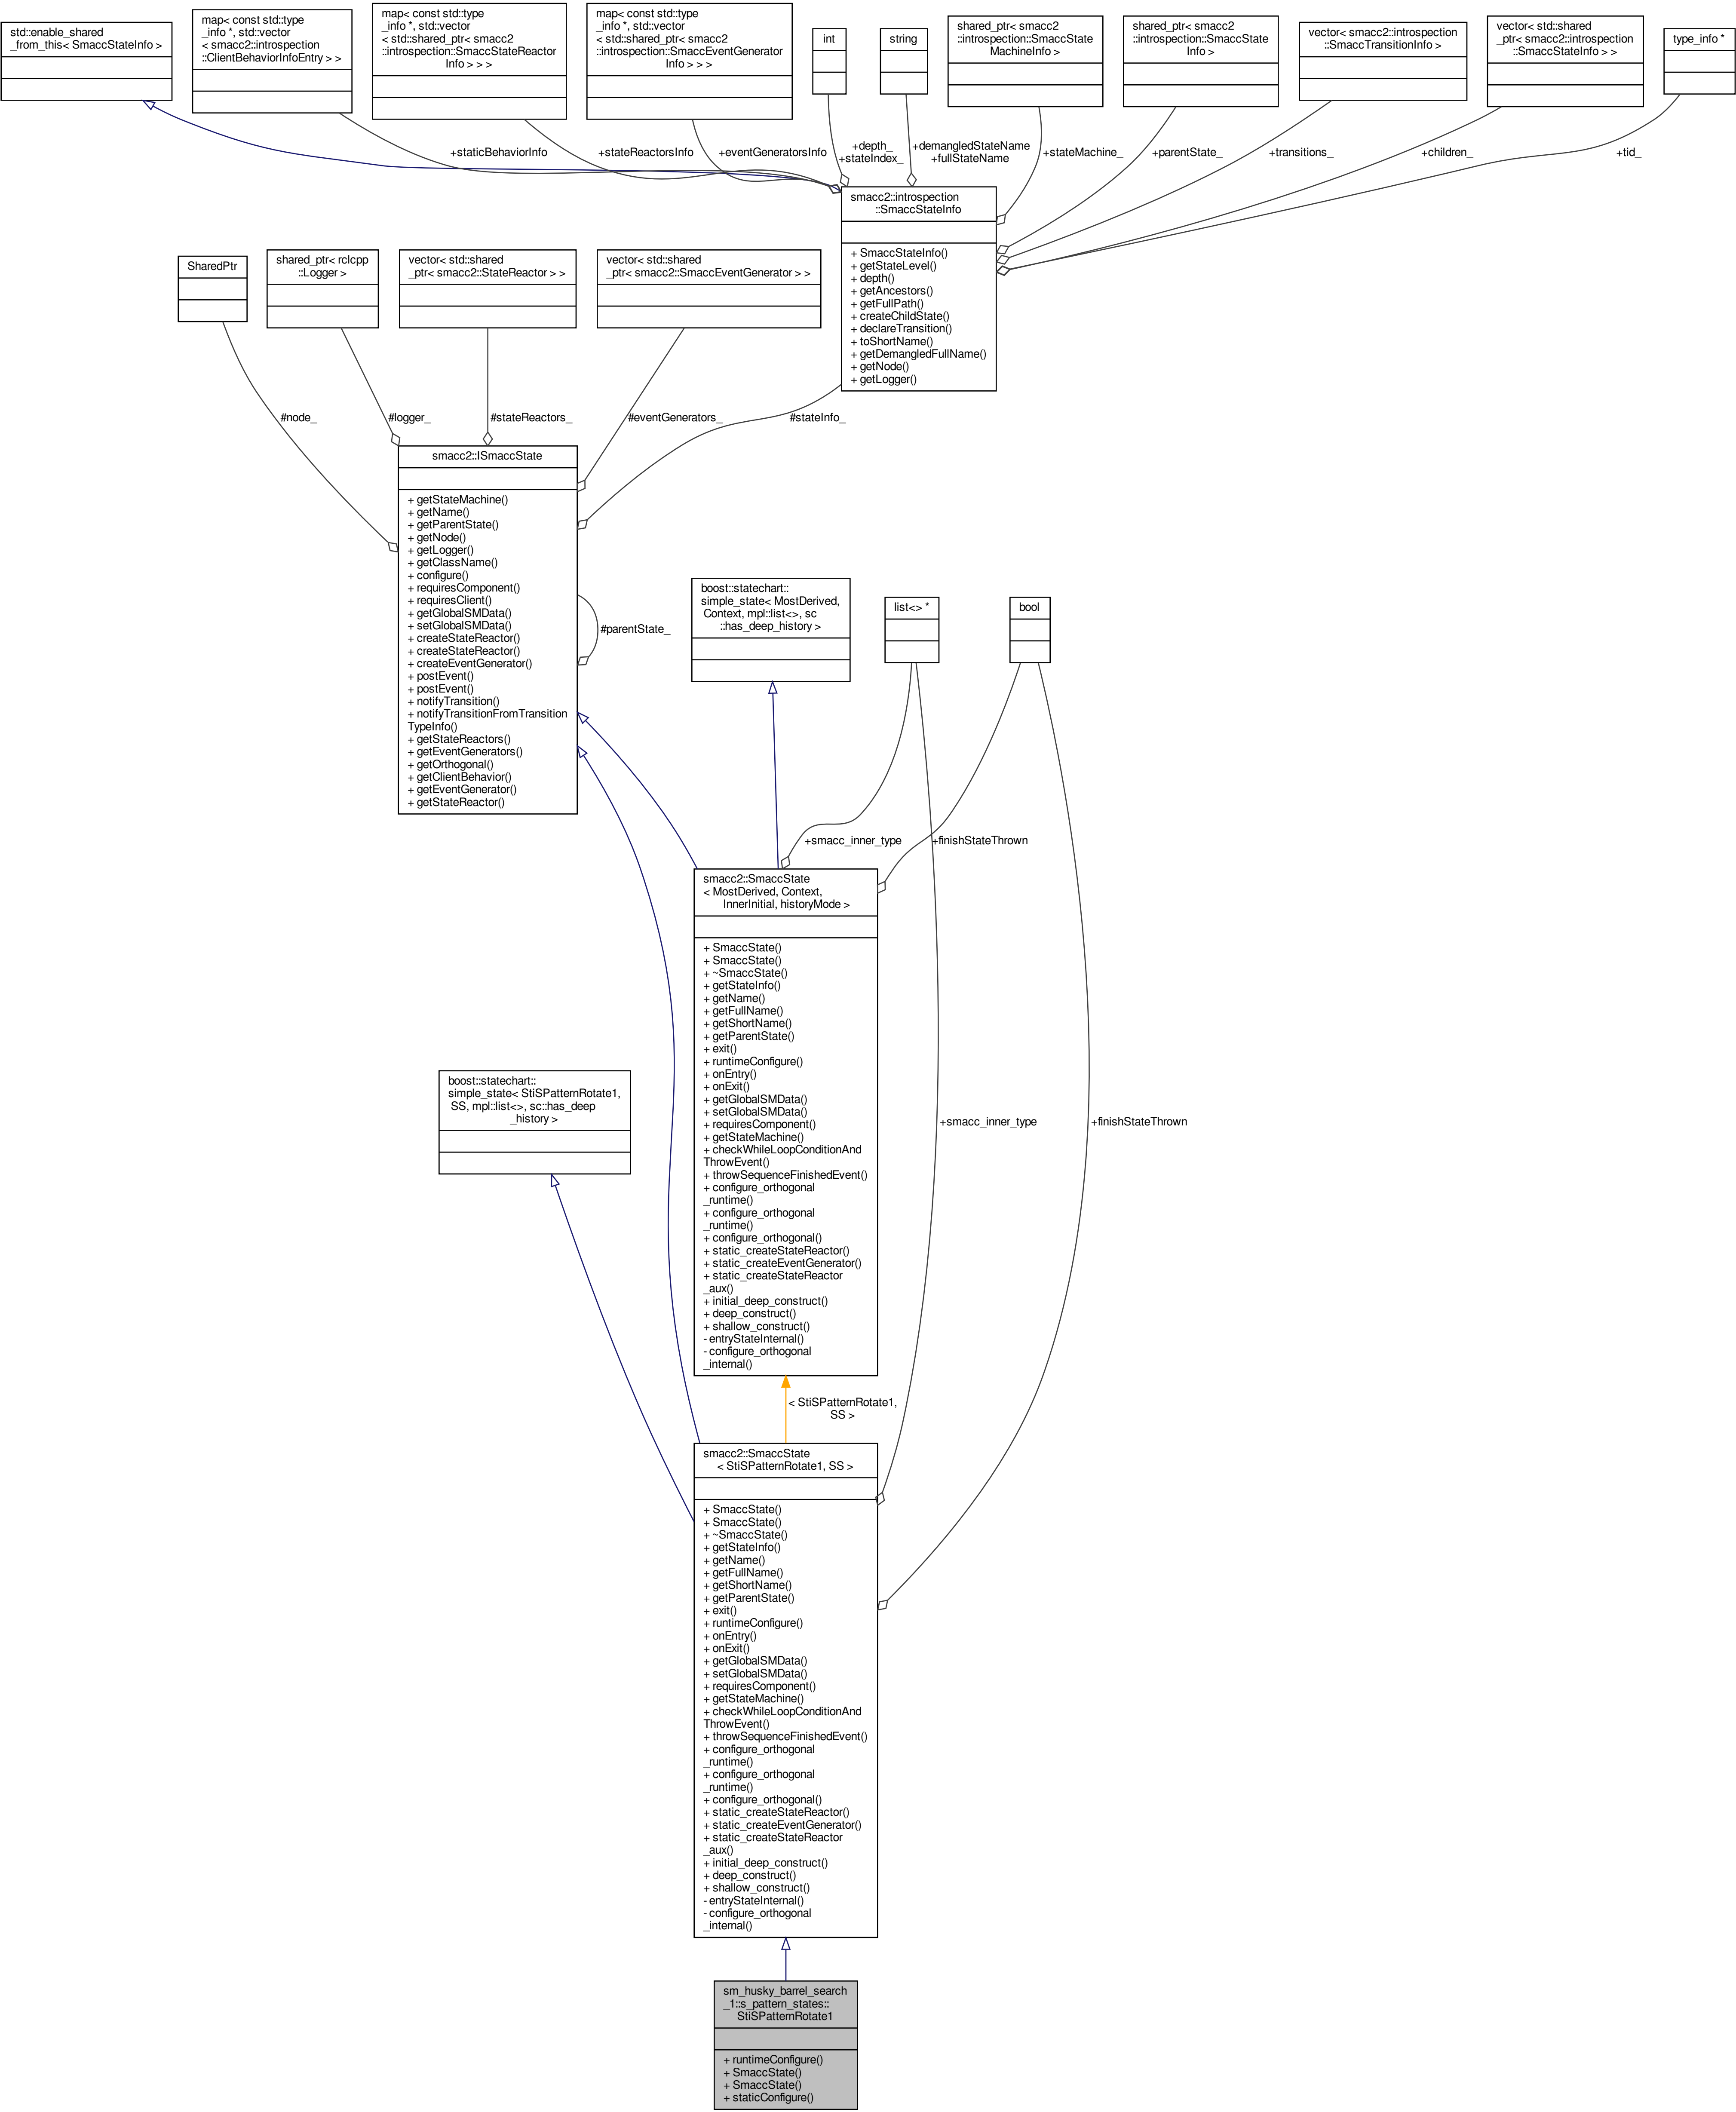 std::enable_shared
_from_this< SmaccStateInfo >
map< const std::type
_info *, std::vector
< smacc2::introspection
::ClientBehaviorInfoEntry > >
map< const std::type
_info *, std::vector
< std::shared_ptr< smacc2
::introspection::SmaccStateReactor
Info > > >
map< const std::type
_info *, std::vector
< std::shared_ptr< smacc2
::introspection::SmaccEventGenerator
Info > > >
int
string
shared_ptr< smacc2
::introspection::SmaccState
MachineInfo >
shared_ptr< smacc2
::introspection::SmaccState
Info >
vector< smacc2::introspection
::SmaccTransitionInfo >
vector< std::shared
_ptr< smacc2::introspection
::SmaccStateInfo > >
type_info *
+staticBehaviorInfo
+stateReactorsInfo
+eventGeneratorsInfo
+depth_
+stateIndex_
+demangledStateName
+fullStateName
+stateMachine_
+parentState_
+transitions_
+children_
+tid_
smacc2::introspection
::SmaccStateInfo
+ SmaccStateInfo()
+ getStateLevel()
+ depth()
+ getAncestors()
+ getFullPath()
+ createChildState()
+ declareTransition()
+ toShortName()
+ getDemangledFullName()
+ getNode()
+ getLogger()
SharedPtr
shared_ptr< rclcpp
::Logger >
vector< std::shared
_ptr< smacc2::StateReactor > >
vector< std::shared
_ptr< smacc2::SmaccEventGenerator > >
#node_
#logger_
#stateReactors_
#eventGenerators_
#stateInfo_
smacc2::ISmaccState
+ getStateMachine()
+ getName()
+ getParentState()
+ getNode()
+ getLogger()
+ getClassName()
+ configure()
+ requiresComponent()
+ requiresClient()
+ getGlobalSMData()
+ setGlobalSMData()
+ createStateReactor()
+ createStateReactor()
+ createEventGenerator()
+ postEvent()
+ postEvent()
+ notifyTransition()
+ notifyTransitionFromTransition
TypeInfo()
+ getStateReactors()
+ getEventGenerators()
+ getOrthogonal()
+ getClientBehavior()
+ getEventGenerator()
+ getStateReactor()
#parentState_
boost::statechart::
simple_state< MostDerived,
Context, mpl::list<>, sc
::has_deep_history >
list<> *
bool
+smacc_inner_type
+finishStateThrown
smacc2::SmaccState
< MostDerived, Context,
InnerInitial, historyMode >
+ SmaccState()
+ SmaccState()
+ ~SmaccState()
+ getStateInfo()
+ getName()
+ getFullName()
+ getShortName()
+ getParentState()
+ exit()
+ runtimeConfigure()
+ onEntry()
+ onExit()
+ getGlobalSMData()
+ setGlobalSMData()
+ requiresComponent()
+ getStateMachine()
+ checkWhileLoopConditionAnd
ThrowEvent()
+ throwSequenceFinishedEvent()
+ configure_orthogonal
_runtime()
+ configure_orthogonal
_runtime()
+ configure_orthogonal()
+ static_createStateReactor()
+ static_createEventGenerator()
+ static_createStateReactor
_aux()
+ initial_deep_construct()
+ deep_construct()
+ shallow_construct()
- entryStateInternal()
- configure_orthogonal
_internal()
boost::statechart::
simple_state< StiSPatternRotate1,
SS, mpl::list<>, sc::has_deep
_history >
+smacc_inner_type
+finishStateThrown
< StiSPatternRotate1,
SS >
smacc2::SmaccState
< StiSPatternRotate1, SS >
+ SmaccState()
+ SmaccState()
+ ~SmaccState()
+ getStateInfo()
+ getName()
+ getFullName()
+ getShortName()
+ getParentState()
+ exit()
+ runtimeConfigure()
+ onEntry()
+ onExit()
+ getGlobalSMData()
+ setGlobalSMData()
+ requiresComponent()
+ getStateMachine()
+ checkWhileLoopConditionAnd
ThrowEvent()
+ throwSequenceFinishedEvent()
+ configure_orthogonal
_runtime()
+ configure_orthogonal
_runtime()
+ configure_orthogonal()
+ static_createStateReactor()
+ static_createEventGenerator()
+ static_createStateReactor
_aux()
+ initial_deep_construct()
+ deep_construct()
+ shallow_construct()
- entryStateInternal()
- configure_orthogonal
_internal()
sm_husky_barrel_search
_1::s_pattern_states::
StiSPatternRotate1
+ runtimeConfigure()
+ SmaccState()
+ SmaccState()
+ staticConfigure()